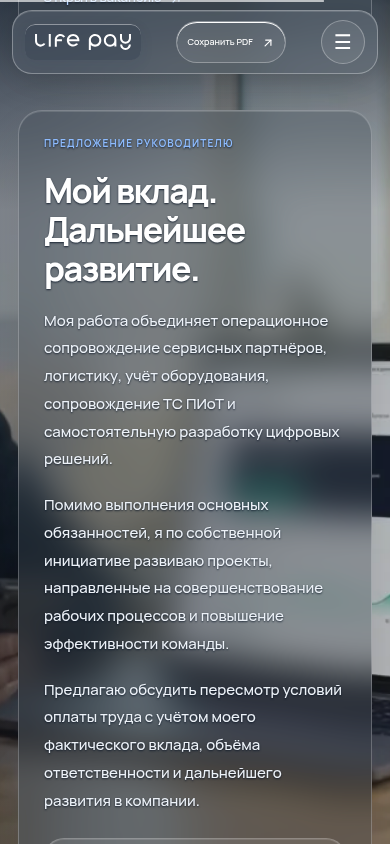 LIFE PAY
Сохранить PDF
ПРЕДЛОЖЕНИЕ РУКОВОДИТЕЛЮ
Мой вклад.
Дальнейшее
развитие.
Моя работа объединяет операционное
сопровождение сервисных партнёров,
логистику, учёт оборудования,
сопровождение ТС ПИоТ и
самостоятельную разработку цифровых
решений.
Помимо выполнения основных
обязанностей, я по собственной
инициативе развиваю проекты,
направленные на совершенствование
рабочих процессов и повышение
эффективности команды.
Предлагаю обсудить пересмотр условий
оплаты труда с учётом моего
фактического вклада, объёма
ответственности и дальнейшего
развития в компании.